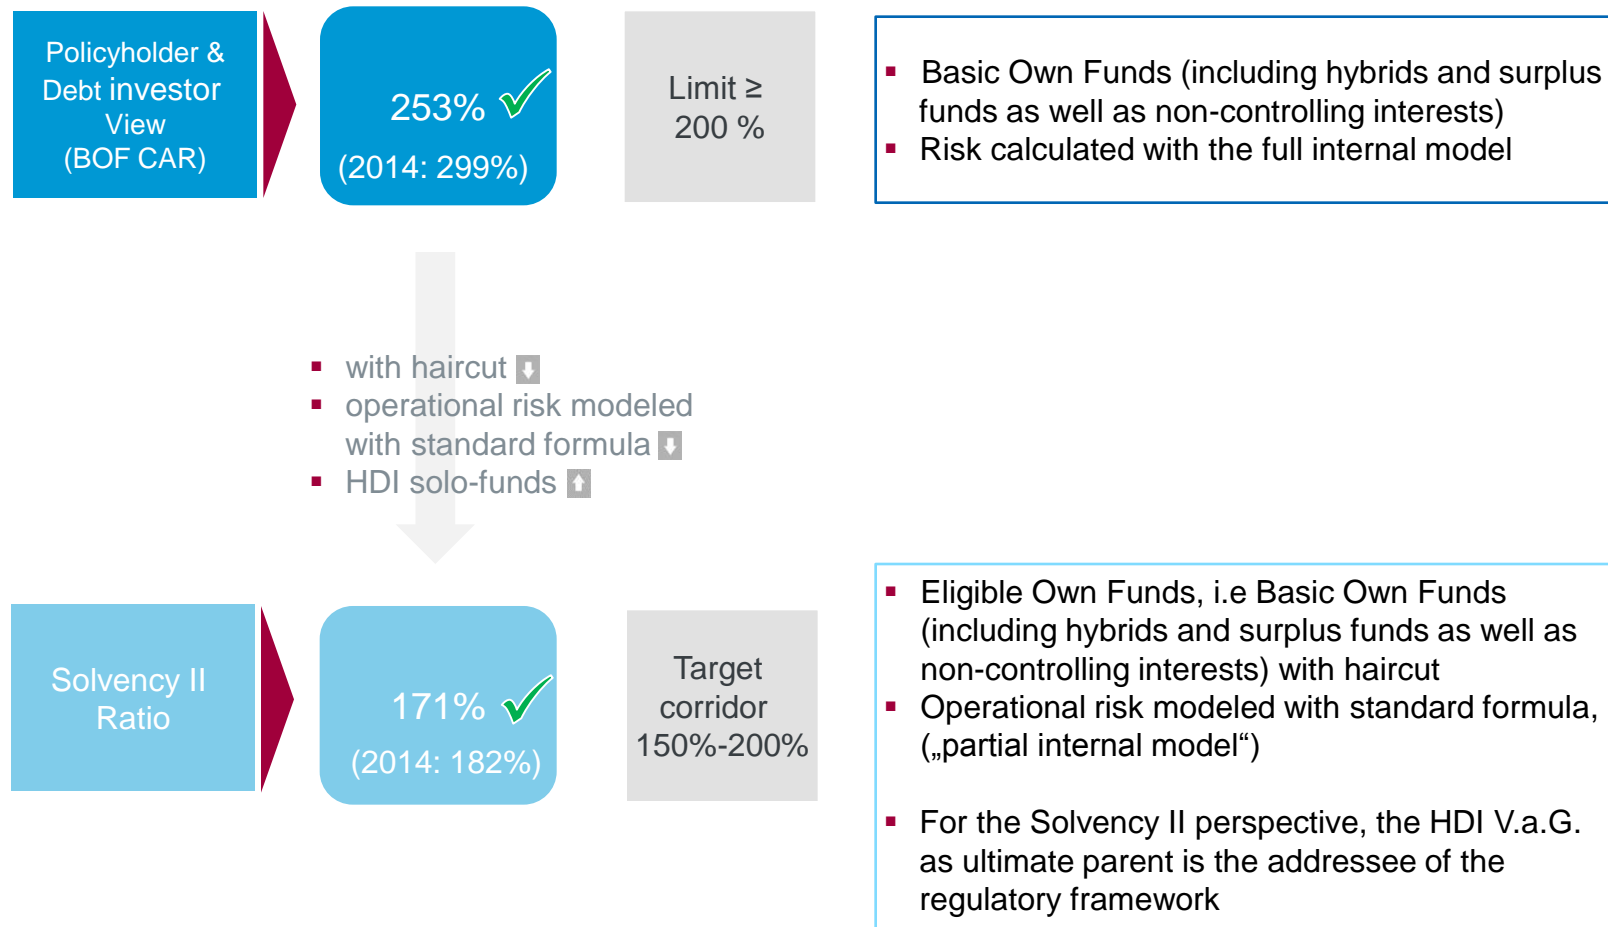 Policyholder &
Debt investor
View
(BOF CAR)
253%
(2014: 299%)
Limit ≥
200 %
▪ Basic Own Funds (including hybrids and surplus
funds as well as non-controlling interests)
▪ Risk calculated with the full internal model
▪ with haircut
▪ operational risk modeled
with standard formula
▪ HDI solo-funds
Solvency II
Ratio
171%
(2014: 182%)
Target
corridor
150%-200%
▪ Eligible Own Funds, i.e Basic Own Funds
(including hybrids and surplus funds as well as
non-controlling interests) with haircut
▪ Operational risk modeled with standard formula,
(„partial internal model“)
▪ For the Solvency II perspective, the HDI V.a.G.
as ultimate parent is the addressee of the
regulatory framework